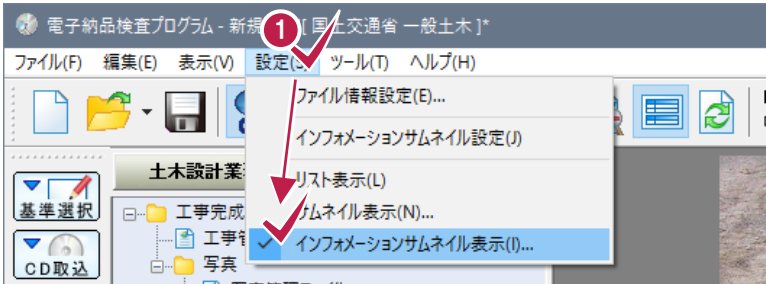 電子納品検査プログラム - 新規 [ 国土交通省 一般土木 ]*
1
ファイル(F) 編集(E) 表示(V) 設定(S) ツール(T) ヘルプ(H)
ファイル情報設定(E)...
インフォメーションサムネイル設定(J)
リスト表示(L)
サムネイル表示(N)...
インフォメーションサムネイル表示(I)...
基準選択
CD取込
土木設計業
工事完成
工事管
写真